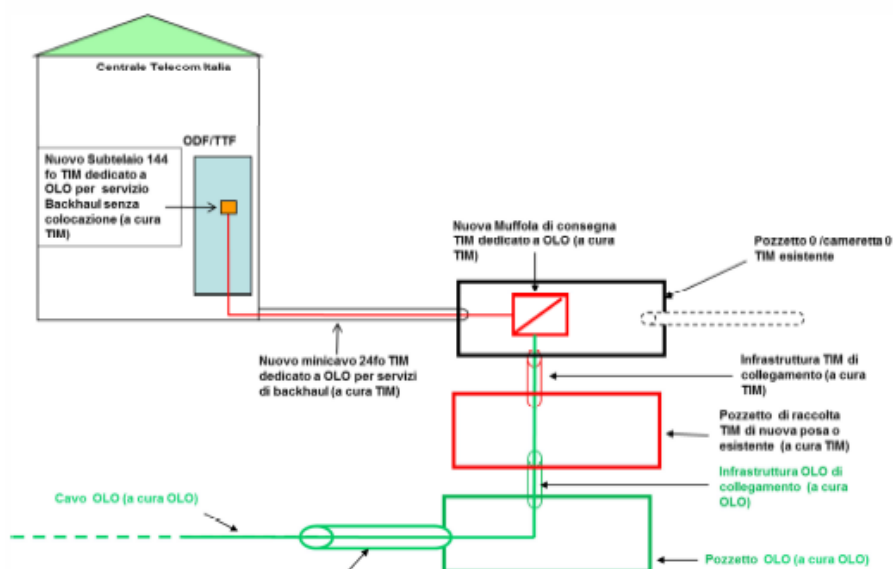 Centrale Telecom Italia
ODF/TTF
Nuovo Subtelaio 144
fo TIM dedicato a
OLO per servizio
Backhaul senza
colocazione (a cura
TIM)
Nuova Muffola di consegna
TIM dedicato a OLO (a cura
TIM)
Pozzetto 0 /cameretta 0
TIM esistente
Nuovo minicavo 24fo TIM
dedicato a OLO per servizi
di backhaul (a cura TIM)
Infrastruttura TIM di
collegamento (a cura
TIM)
Pozzetto di raccolta
TIM di nuova posa o
esistente (a cura TIM)
Infrastruttura OLO di
collegamento (a cura
OLO)
Cavo OLO (a cura OLO)
Pozzetto OLO (a cura OLO)